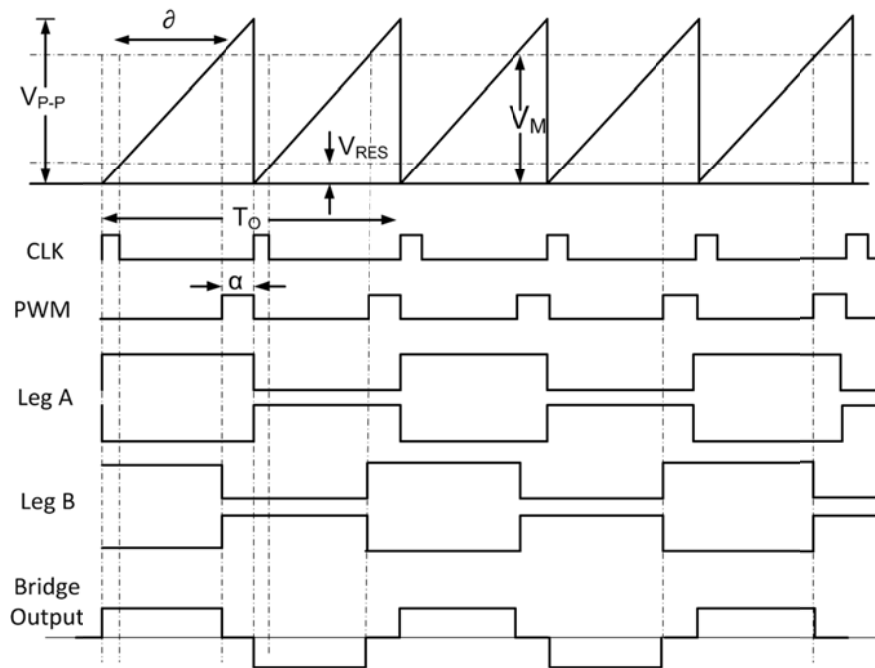 ∂
V_P-P
V_RES
V_M
T_O
CLK
α
PWM
Leg A
Leg B
Bridge
Output